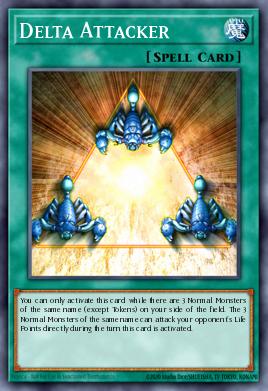 Delta Attacker
魔
[Spell Card]
You can only activate this card while there are 3 Normal Monsters
of the same name (except Tokens) on your side of the field. The 3
Normal Monsters of the same name can attack your opponent's Life
Points directly during the turn this card is activated.